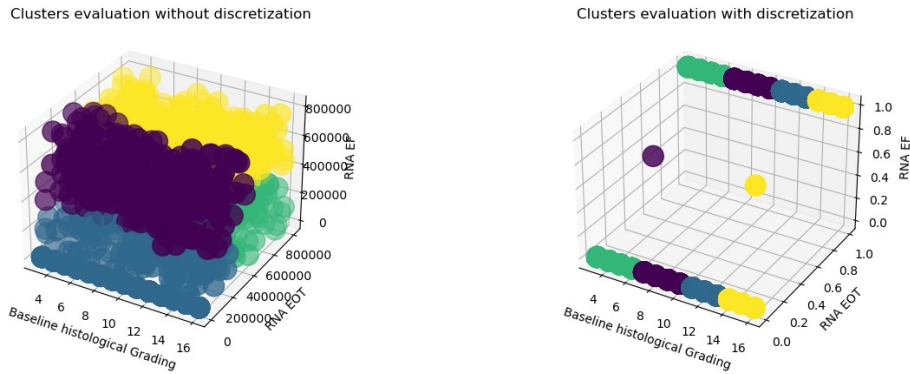 Clusters evaluation without discretization
Clusters evaluation with discretization
800000
600000
400000
200000
0
RNA EF
800000
600000
400000
200000
0
RNA EOT
4 6 8 10 12 14 16
Baseline histological Grading
1.0
0.8
0.6
0.4
0.2
0.0
RNA EF
1.0
0.8
0.6
0.4
0.2
0.0
RNA EOT
4 6 8 10 12 14 16
Baseline histological Grading